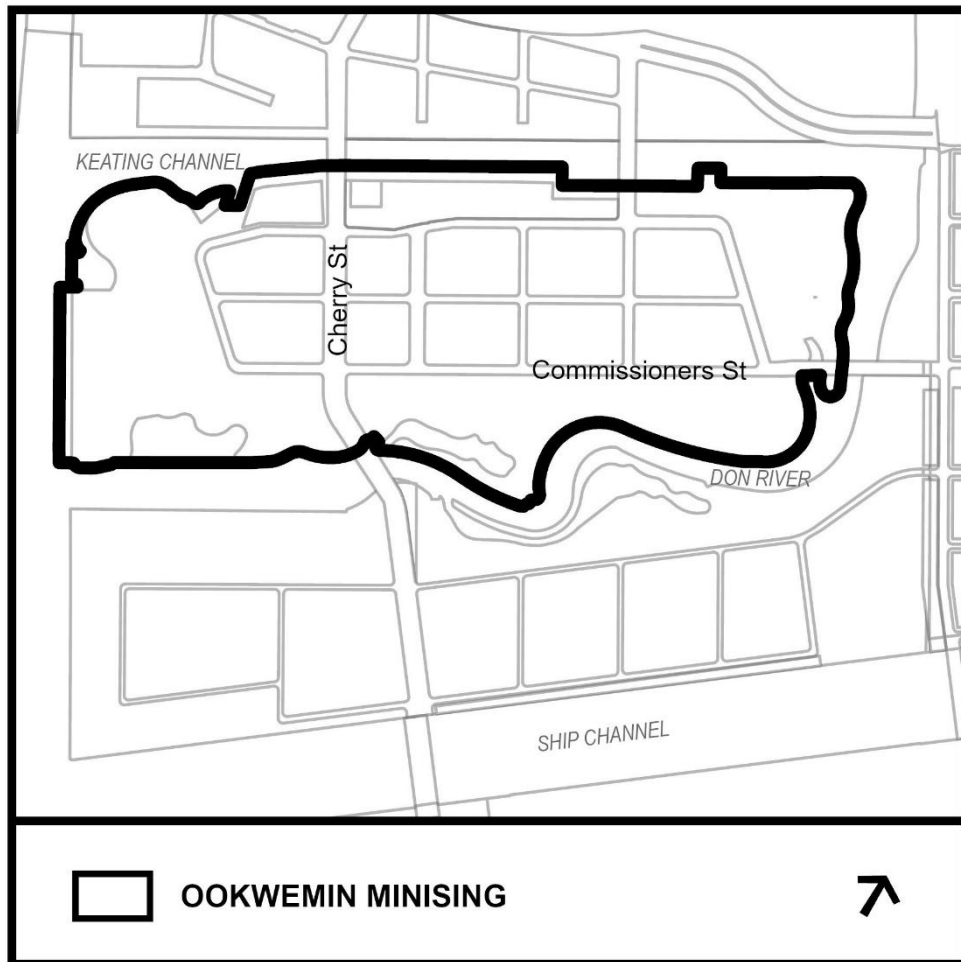 KEATING CHANNEL
Cherry St
Commissioners St
DON RIVER
SHIP CHANNEL
OOKWEMIN MINISING